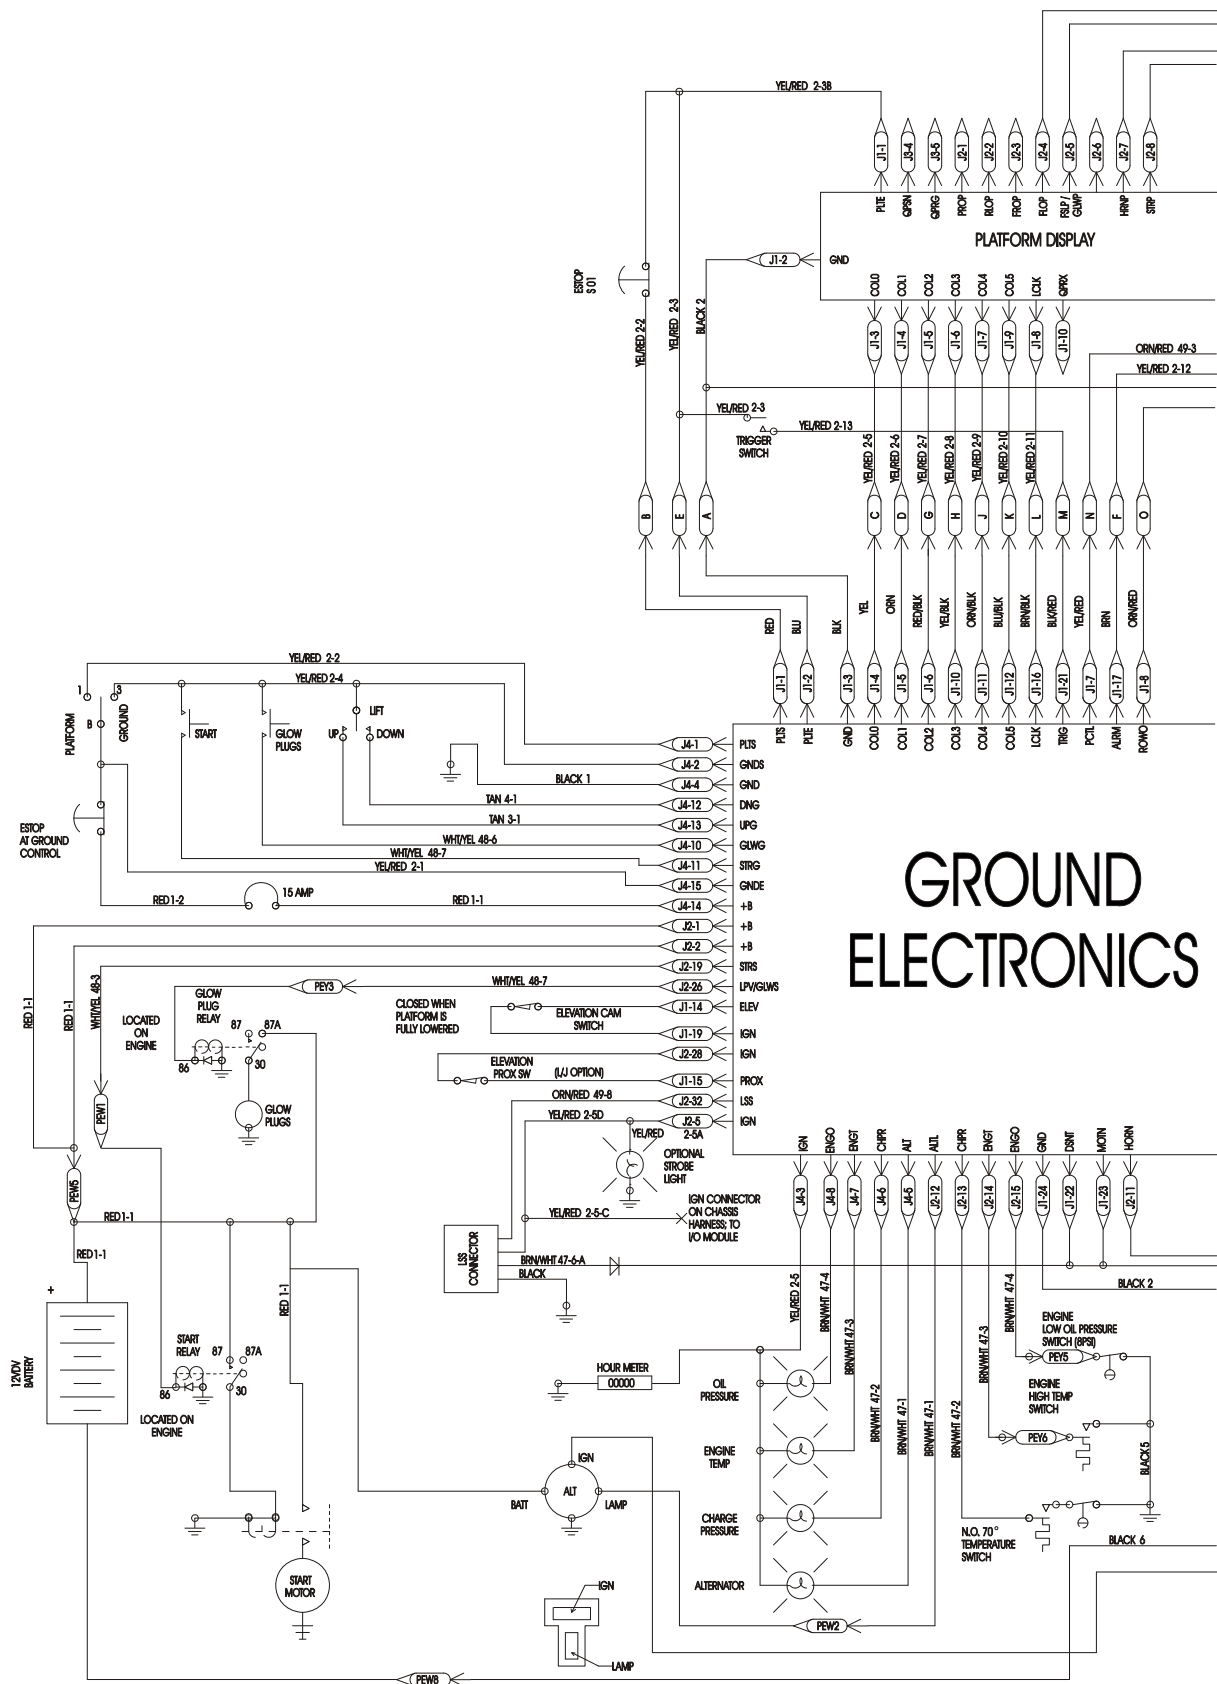 YEL/RED 2-3B
J1-1
J3-4
J3-5
J2-1
J2-2
J2-3
J2-4
J2-5
J2-6
J2-7
J2-8
PLTE
QPSN
QPRG
PROP
RLOP
FROP
FLOP
FSLP /
GLWP
HRNP
STRP
PLATFORM DISPLAY
J1-2
GND
ESTOP
S 01
COL0
COL1
COL2
COL3
COL4
COL5
LCLK
QPRX
J1-3
J1-4
J1-5
J1-6
J1-7
J1-9
J1-8
J1-10
YEL/RED 2-2
YEL/RED 2-3
BLACK 2
ORN/RED 49-3
YEL/RED 2-12
YEL/RED 2-3
YEL/RED 2-13
TRIGGER
SWITCH
YEL/RED 2-5
YEL/RED 2-6
YEL/RED 2-7
YEL/RED 2-8
YEL/RED 2-9
YEL/RED 2-10
YEL/RED 2-11
B
E
A
C
D
G
H
J
K
L
M
N
F
O
RED
BLU
BLK
YEL
ORN
RED/BLK
YEL/BLK
ORN/BLK
BLU/BLK
BRN/BLK
BLK/RED
YEL/RED
BRN
ORN/RED
J1-1
J1-2
J1-3
J1-4
J1-5
J1-6
J1-10
J1-11
J1-12
J1-16
J1-21
J1-7
J1-17
J1-8
PLTS
PLTE
GND
COL0
COL1
COL2
COL3
COL4
COL5
LCLK
TRIG
PCTL
ALRM
ROWO
YEL/RED 2-2
YEL/RED 2-4
1
3
B
PLATFORM
GROUND
START
GLOW
PLUGS
LIFT
UP
DOWN
J4-1 PLTS
J4-2 GNDS
BLACK 1 J4-4 GND
TAN 4-1 J4-12 DNG
TAN 3-1 J4-13 UPG
WHT/YEL 48-6 J4-10 GLWG
WHT/YEL 48-7 J4-11 STRG
YEL/RED 2-1 J4-15 GNDE
ESTOP
AT GROUND
CONTROL
RED 1-2
15 AMP
RED 1-1 J4-14 +B
J2-1 +B
J2-2 +B
J2-19 STRS
PEY3 WHT/YEL 48-7 J2-26 LPV/GLWS
GROUND
ELECTRONICS
RED 1-1
RED 1-1
WHT/YEL 48-3
LOCATED
ON
ENGINE
GLOW
PLUG
RELAY
87
87A
86
30
GLOW
PLUGS
CLOSED WHEN
PLATFORM IS
FULLY LOWERED
ELEVATION CAM
SWITCH
J1-14 ELEV
J1-19 IGN
J2-28 IGN
ELEVATION
PROX SW
(L/J OPTION)
J1-15 PROX
ORN/RED 49-8 J2-32 LSS
YEL/RED 2-5D J2-5 IGN
YEL/RED 2-5A
PEW1
PEW5
OPTIONAL
STROBE
LIGHT
IGN CONNECTOR
ON CHASSIS
HARNESS; TO
I/O MODULE
YEL/RED 2-5-C
LSS
CONNECTOR
BRN/WHT 47-6-A
BLACK
IGN
ENGO
ENGT
CHPR
ALT
ALTL
CHPR
ENGT
ENGO
GND
DSNT
MOTN
HORN
J4-3
J4-8
J4-7
J4-6
J4-5
J2-12
J2-13
J2-14
J2-15
J1-24
J1-22
J1-23
J2-11
RED 1-1
RED 1-1
+
12VDV
BATTERY
RED 1-1
START
RELAY
87
87A
86
30
LOCATED ON
ENGINE
YEL/RED 2-5
BRN/WHT 47-4
BRN/WHT 47-3
BRN/WHT 47-2
BRN/WHT 47-1
BRN/WHT 47-1
BRN/WHT 47-2
BRN/WHT 47-3
BRN/WHT 47-4
BLACK 2
ENGINE
LOW OIL PRESSURE
SWITCH (8PSI)
PEY5
ENGINE
HIGH TEMP
SWITCH
PEY6
BLACK 5
HOUR METER
00000
OIL
PRESSURE
ENGINE
TEMP
CHARGE
PRESSURE
ALTERNATOR
IGN
BATT
ALT
LAMP
N.O. 70°
TEMPERATURE
SWITCH
BLACK 6
START
MOTOR
IGN
LAMP
PEW2
PEW8